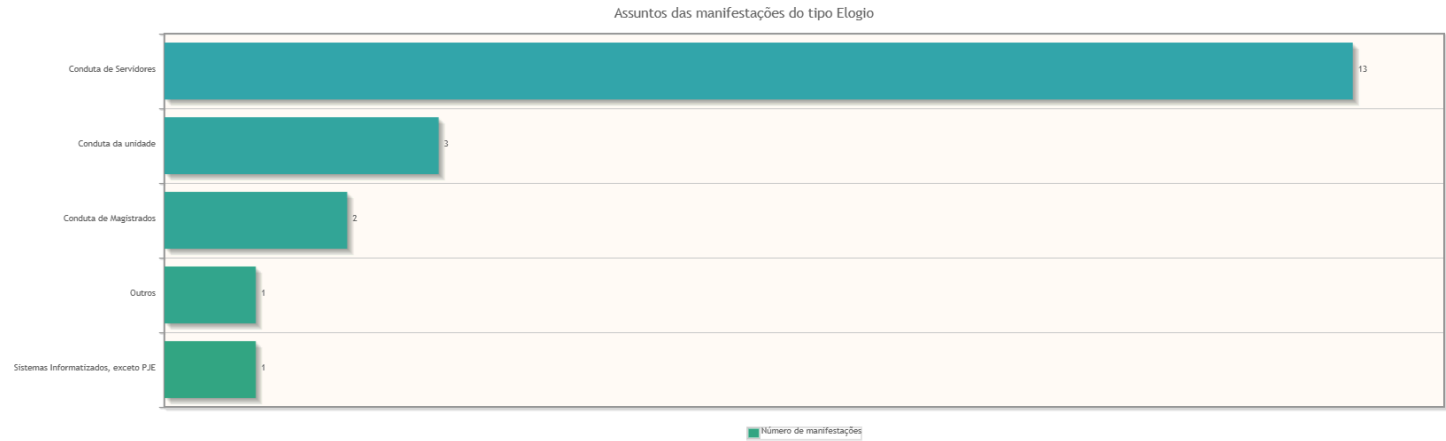 Assuntos das manifestações do tipo Elogio
Conduta de Servidores
13
Conduta da unidade
3
Conduta de Magistrados
2
Outros
1
Sistemas Informatizados, exceto PJE
1
Número de manifestações